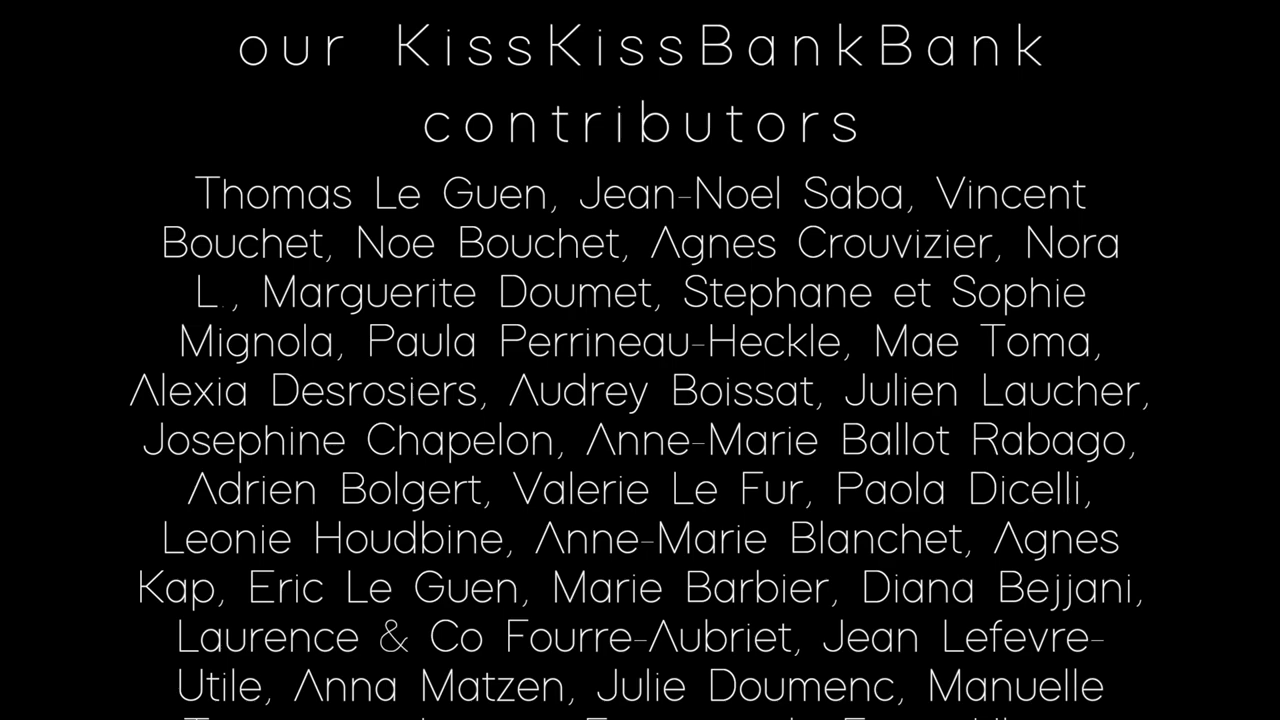 our KissKissBankBank
contributors
Thomas Le Guen, Jean-Noel Saba, Vincent
Bouchet, Noe Bouchet, Agnes Crouvizier, Nora
L., Marguerite Doumet, Stephane et Sophie
Mignola, Paula Perrineau-Heckle, Mae Toma,
Alexia Desrosiers, Audrey Boissat, Julien Laucher,
Josephine Chapelon, Anne-Marie Ballot Rabago,
Adrien Bolgert, Valerie Le Fur, Paola Dicelli,
Leonie Houdbine, Anne-Marie Blanchet, Agnes
Kap, Eric Le Guen, Marie Barbier, Diana Bejjani,
Laurence & Co Fourre-Aubriet, Jean Lefevre-
Utile, Anna Matzen, Julie Doumenc, Manuelle